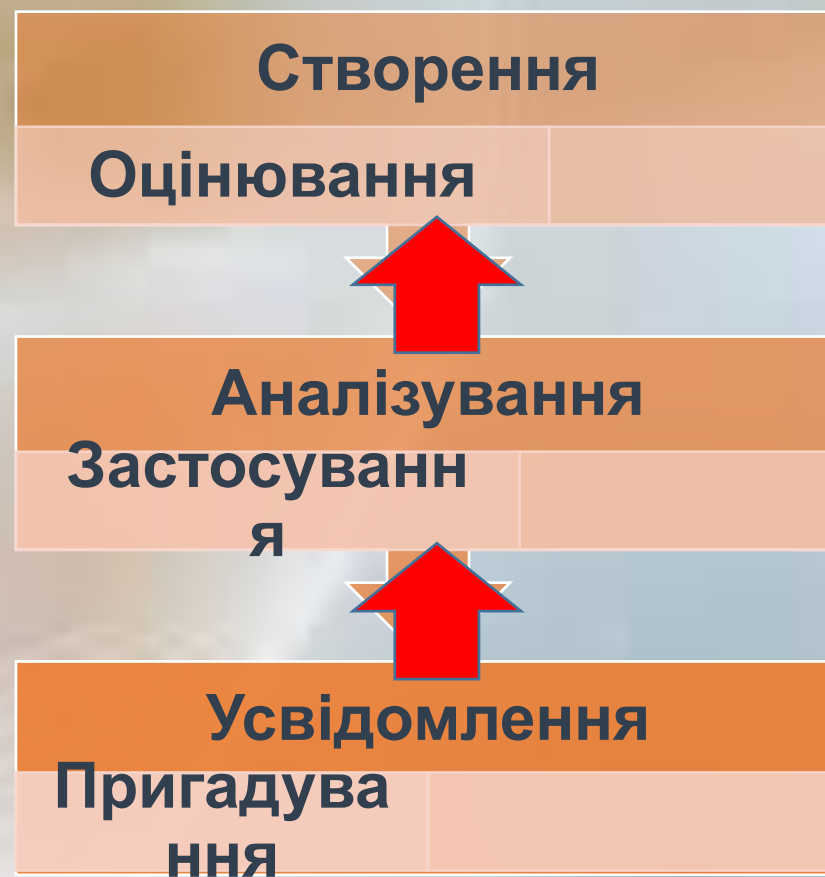 Створення
Оцінювання
Аналізування
Застосуванн
я
Усвідомлення
Пригадува
ння